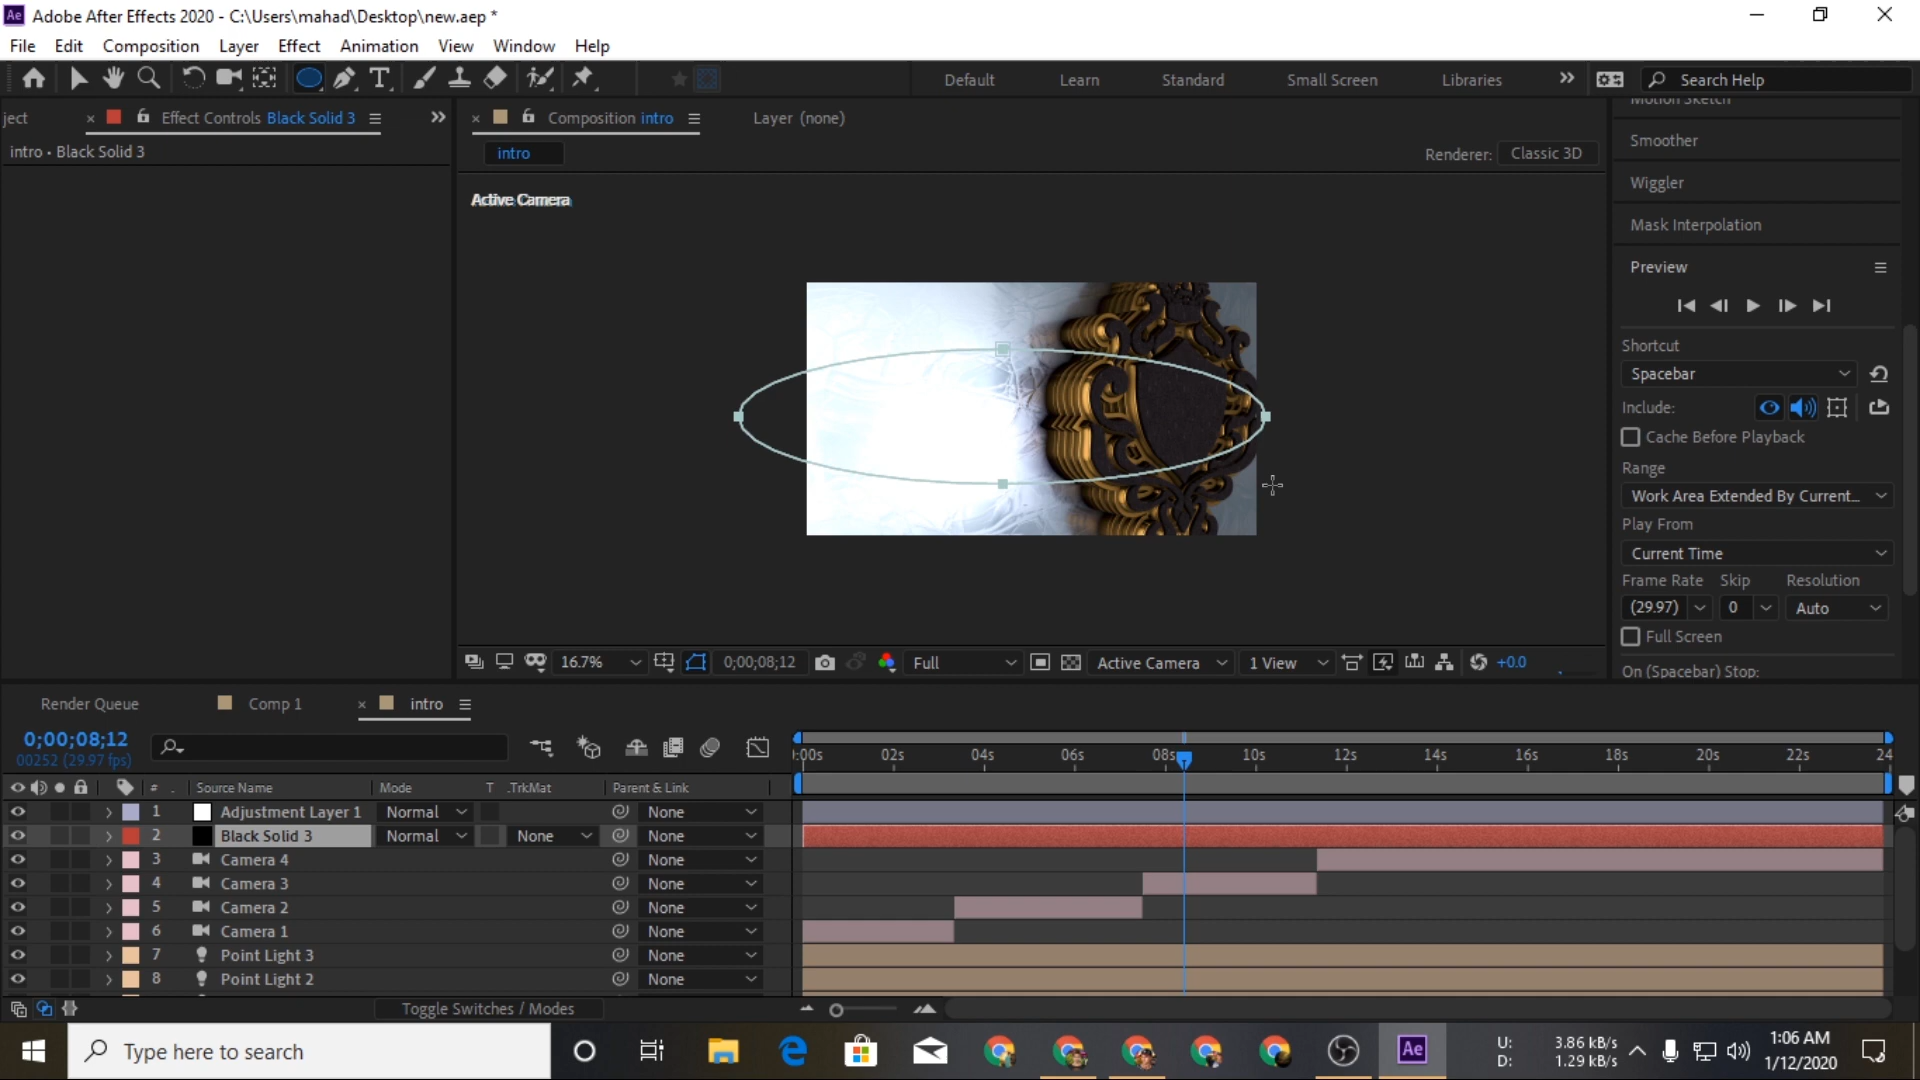 Ae Adobe After Effects 2020 - C:\Users\mahad\Desktop\new.aep *
File Edit Composition Layer Effect Animation View Window Help
Default Learn Standard Small Screen Libraries Search Help
ject Effect Controls Black Solid 3 Composition intro Layer (none) Motion Sketch
intro • Black Solid 3 intro Renderer: Classic 3D
Smoother
Wiggler
Active Camera
Mask Interpolation
Preview
Shortcut
Spacebar
Include:
Cache Before Playback
Range
Work Area Extended By Current...
Play From
Current Time
Frame Rate Skip Resolution
(29.97) 0 Auto
Full Screen
16.7% 0;00;08;12 Full Active Camera 1 View +0.0 On (Spacebar) Stop:
Render Queue Comp 1 intro
0;00;08;12
00252 (29.97 fps)
:00s 02s 04s 06s 08s 10s 12s 14s 16s 18s 20s 22s 24
# . Source Name Mode T .TrkMat Parent & Link
1 Adjustment Layer 1 Normal None
2 Black Solid 3 Normal None None
3 Camera 4 None
4 Camera 3 None
5 Camera 2 None
6 Camera 1 None
7 Point Light 3 None
8 Point Light 2 None
Toggle Switches / Modes
Type here to search Ae U: 3.86 kB/s 1:06 AM
D: 1.29 kB/s 1/12/2020